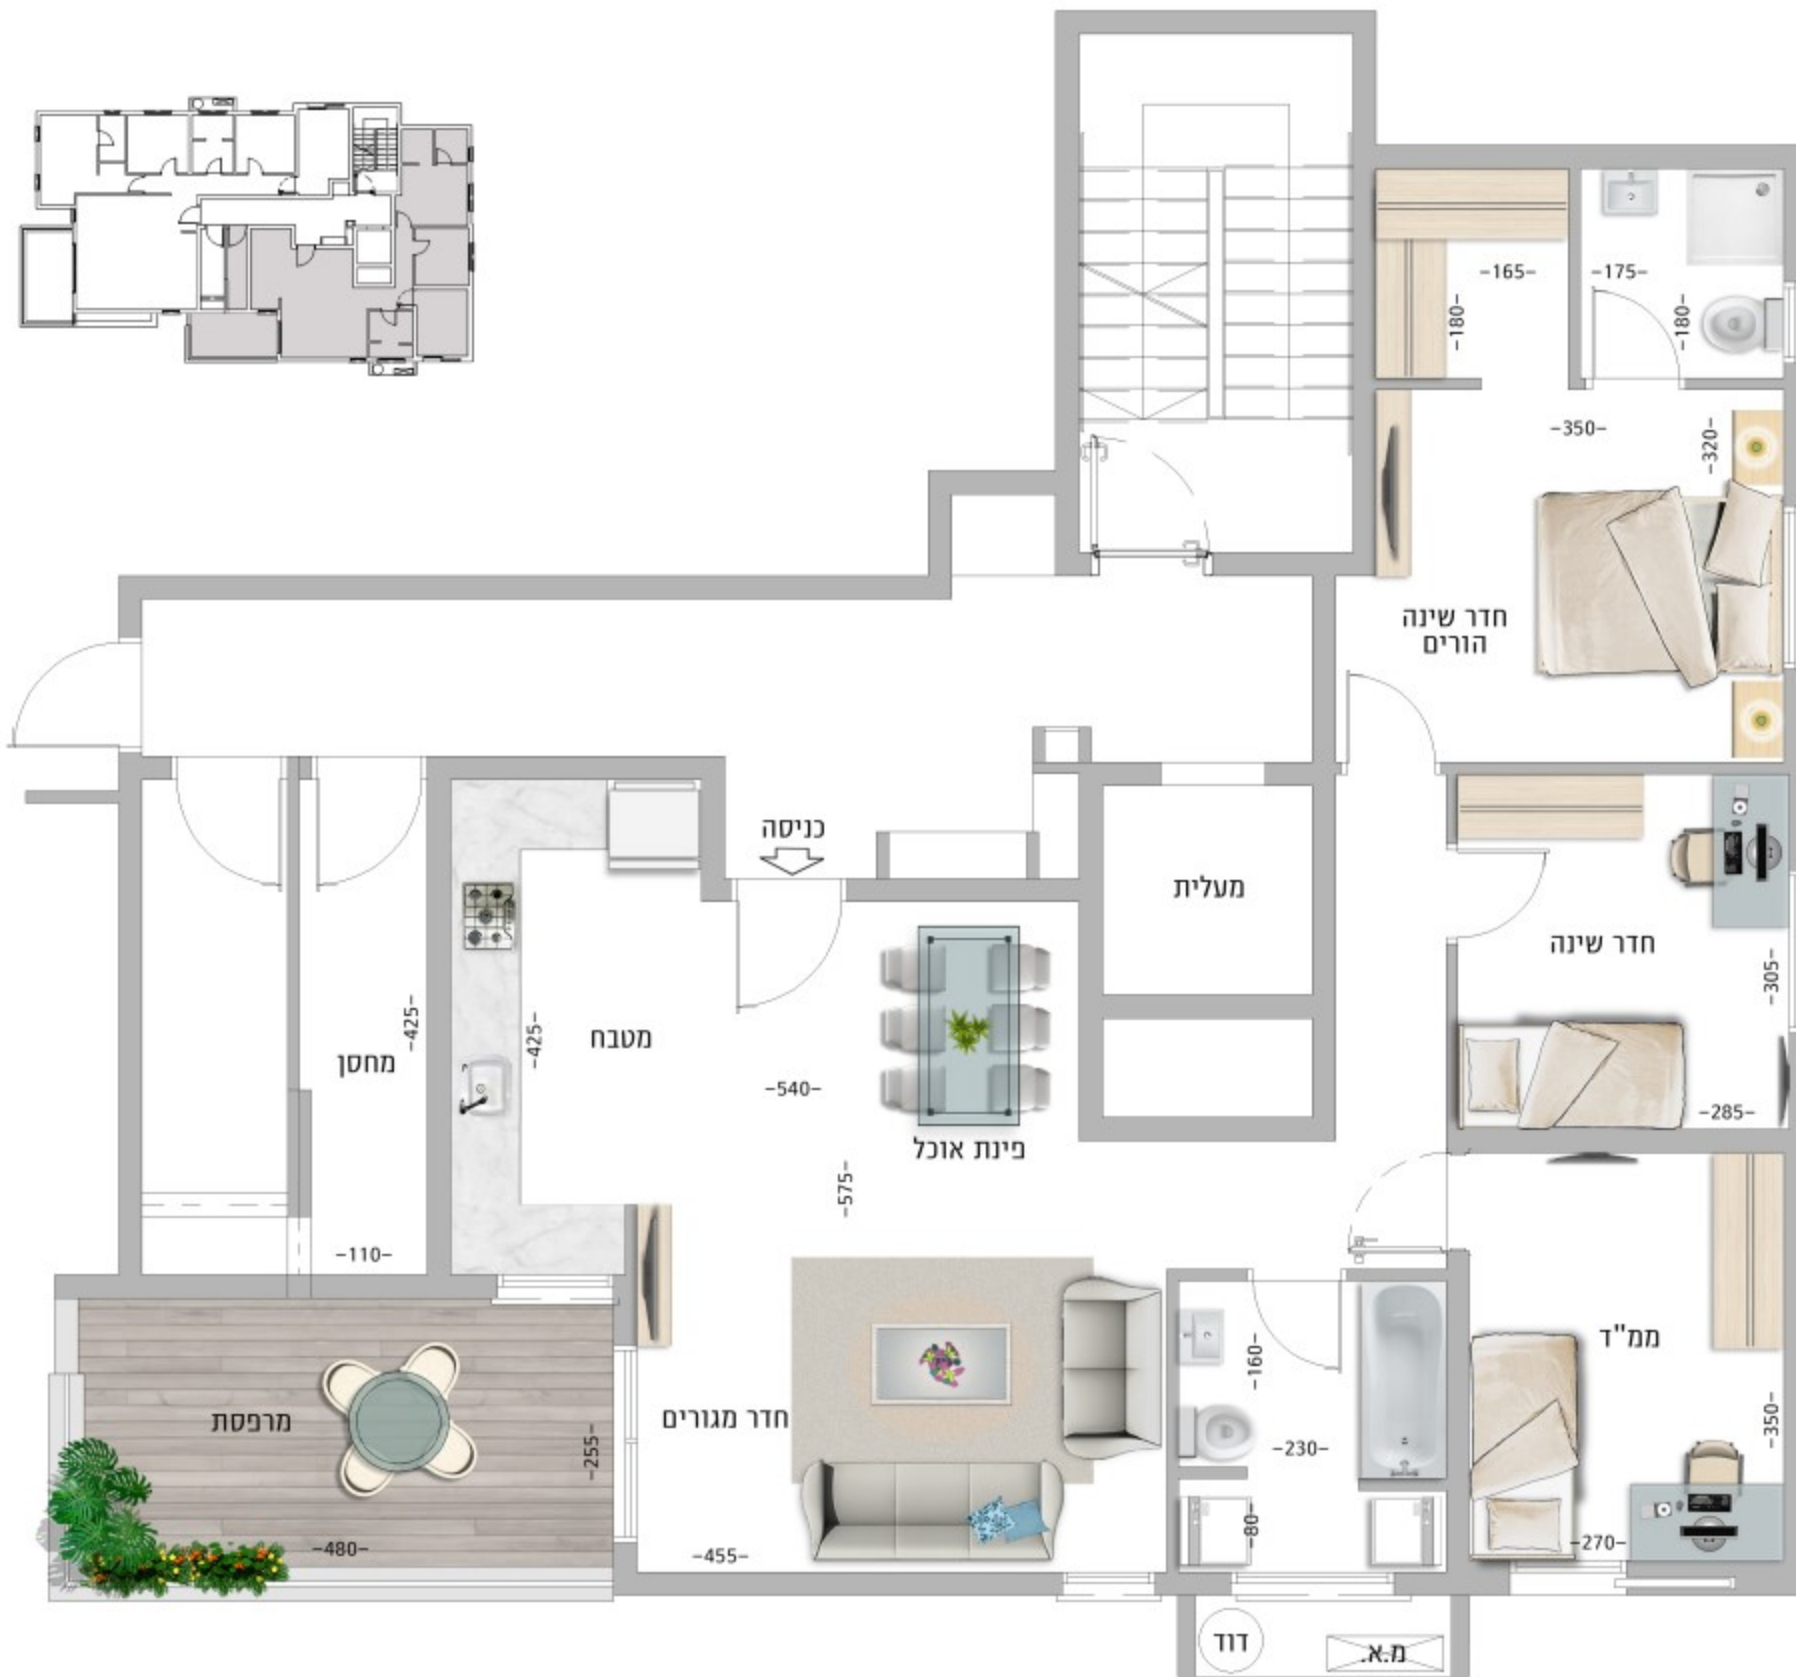 -165-
-175-
-180-
-180-
-350-
-320-
חדר שינה
הורים
כניסה
מעלית
חדר שינה
-305-
-285-
מחסן
-425-
-425-
מטבח
-540-
פינת אוכל
-575-
-110-
ממ"ד
-350-
-270-
מרפסת
-255-
-480-
חדר מגורים
-455-
-160-
-230-
-80-
דוד
מ.א.